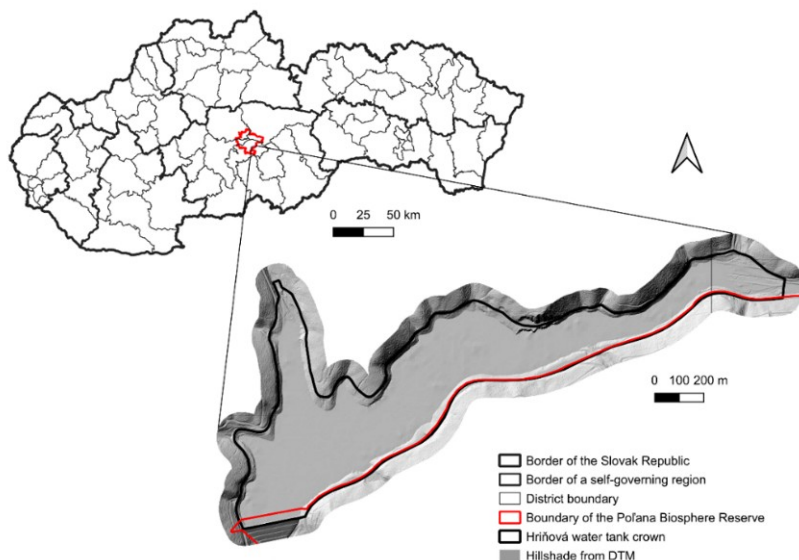 0 25 50 km
0 100 200 m
Border of the Slovak Republic
Border of a self-governing region
District boundary
Boundary of the Poľana Biosphere Reserve
Hriňová water tank crown
Hillshade from DTM